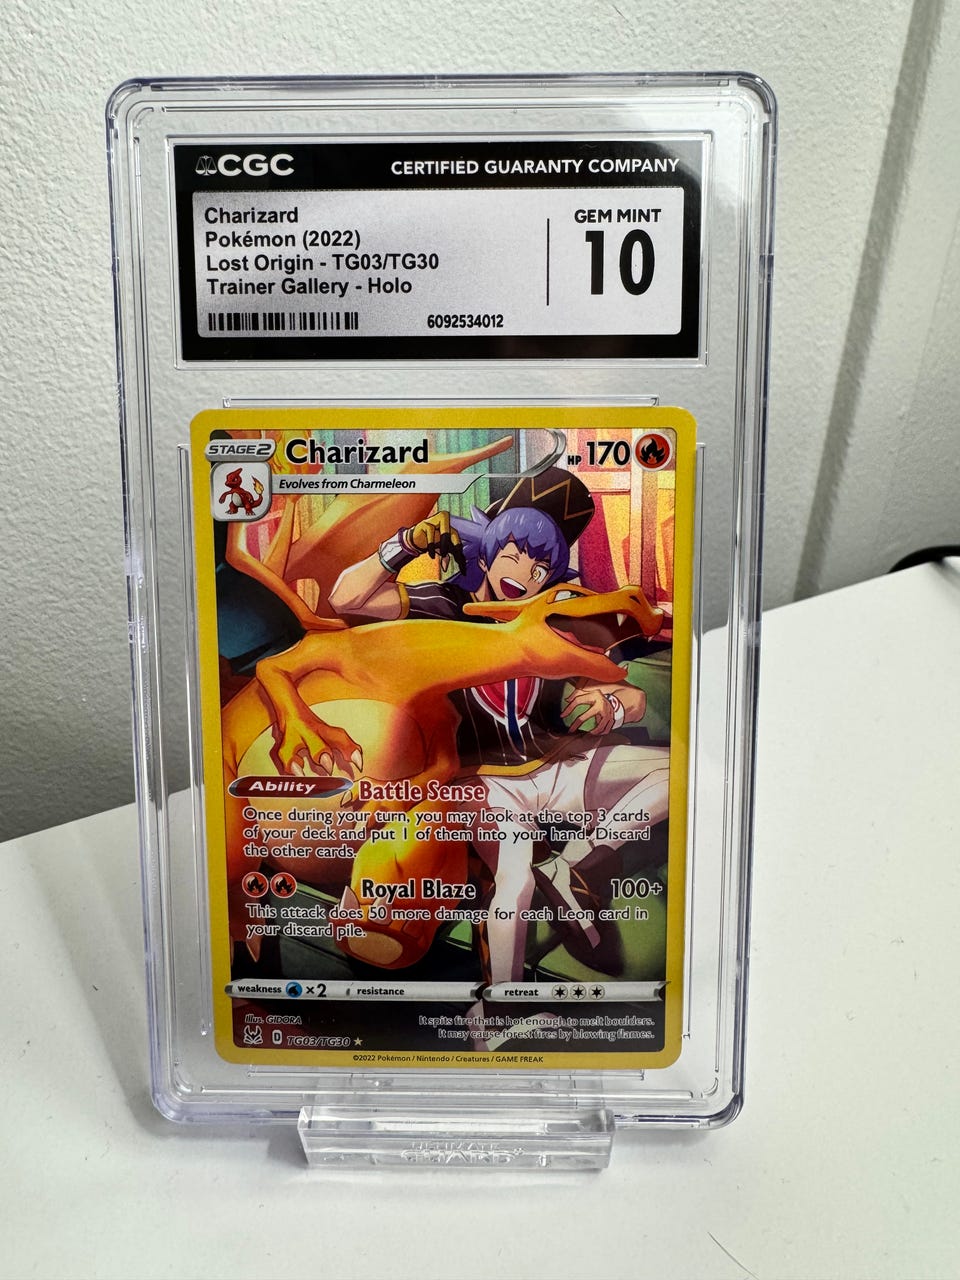 CGC CERTIFIED GUARANTY COMPANY
Charizard
Pokémon (2022)
Lost Origin - TG03/TG30
Trainer Gallery - Holo
GEM MINT
10
6092534012
STAGE 2 Charizard HP 170
Evolves from Charmeleon
Ability Battle Sense
Once during your turn, you may look at the top 3 cards
of your deck and put 1 of them into your hand. Discard
the other cards.
Royal Blaze 100+
This attack does 50 more damage for each Leon card in
your discard pile.
weakness ×2 resistance retreat
Illus. GIDORA
It spits fire that is hot enough to melt boulders.
It may cause forest fires by blowing flames.
D TG03/TG30 ★
©2022 Pokémon / Nintendo / Creatures / GAME FREAK
ULTIMATE
GUARD